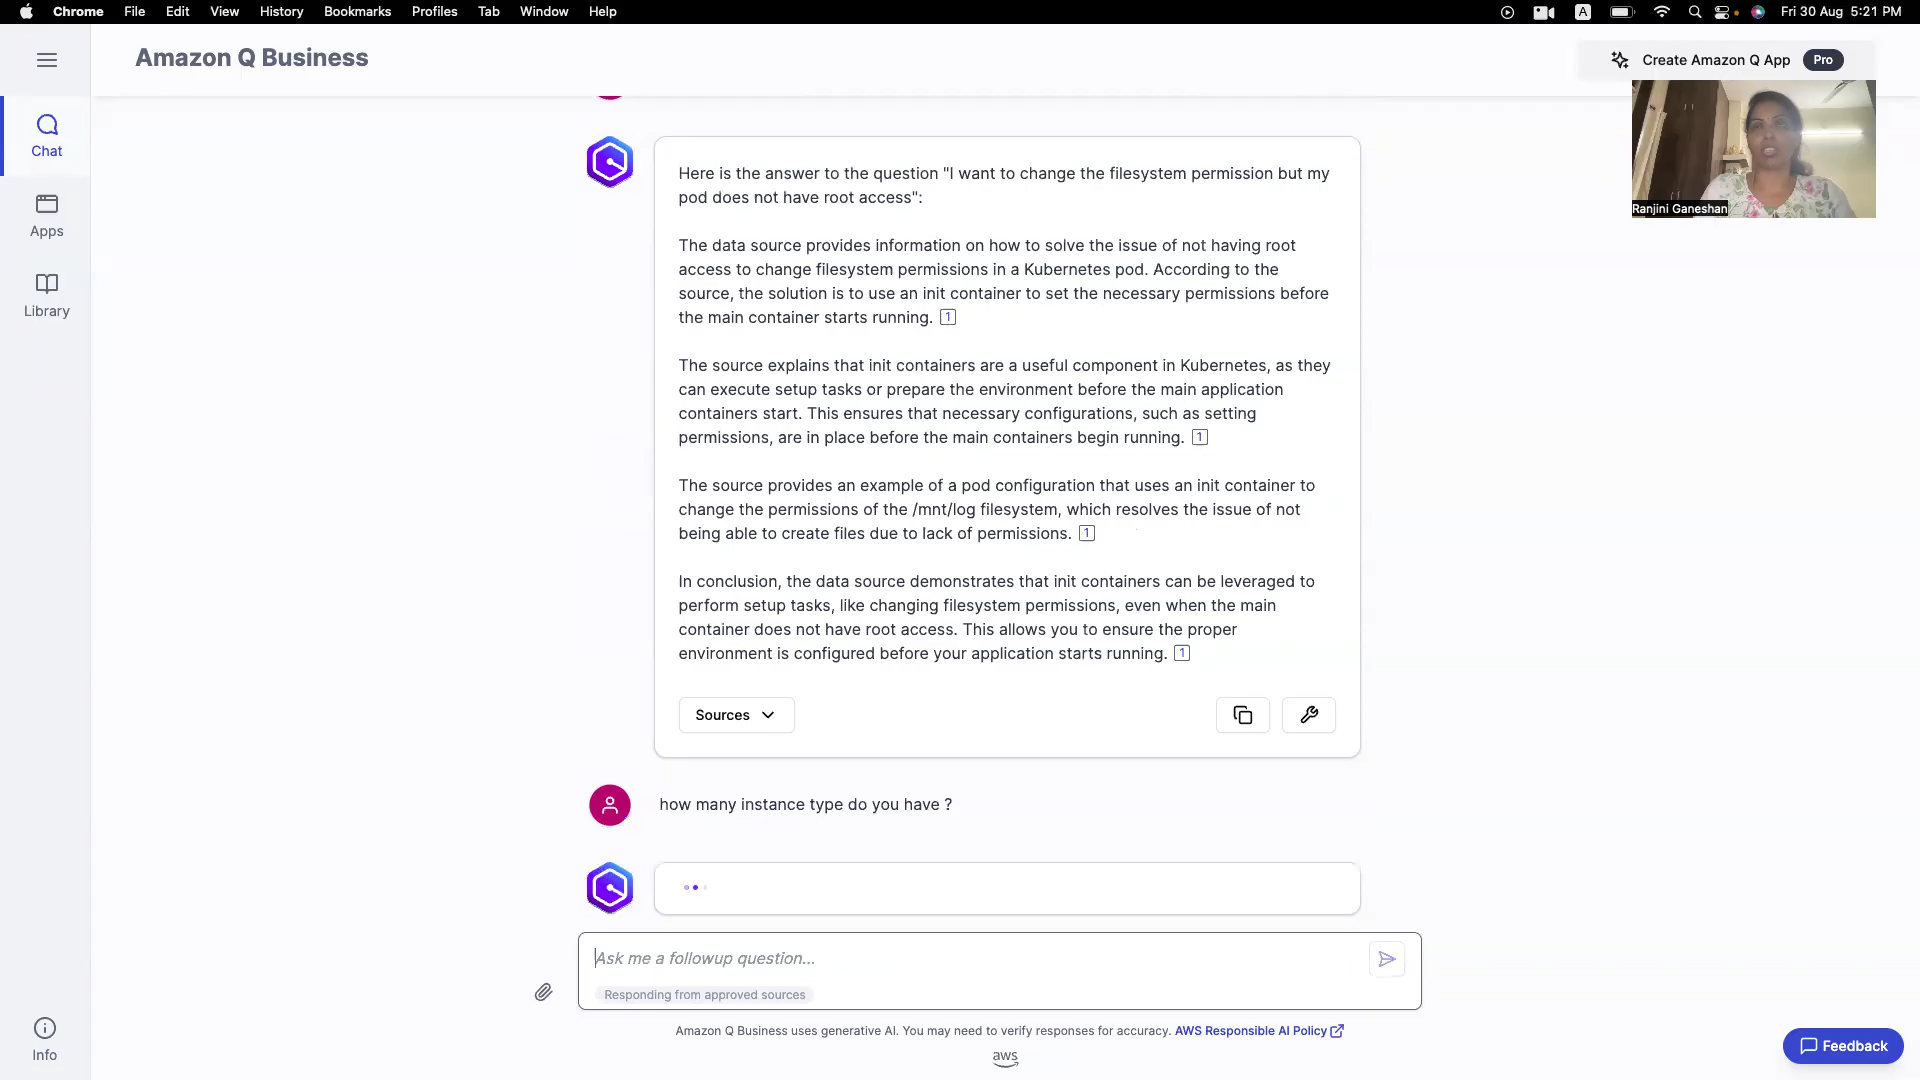 Chrome File Edit View History Bookmarks Profiles Tab Window Help
A
Fri 30 Aug 5:21 PM
Amazon Q Business
Create Amazon Q App Pro
Chat
Apps
Library
Ranjini Ganeshan
Here is the answer to the question "I want to change the filesystem permission but my
pod does not have root access":
The data source provides information on how to solve the issue of not having root
access to change filesystem permissions in a Kubernetes pod. According to the
source, the solution is to use an init container to set the necessary permissions before
the main container starts running. 1
The source explains that init containers are a useful component in Kubernetes, as they
can execute setup tasks or prepare the environment before the main application
containers start. This ensures that necessary configurations, such as setting
permissions, are in place before the main containers begin running. 1
The source provides an example of a pod configuration that uses an init container to
change the permissions of the /mnt/log filesystem, which resolves the issue of not
being able to create files due to lack of permissions. 1
In conclusion, the data source demonstrates that init containers can be leveraged to
perform setup tasks, like changing filesystem permissions, even when the main
container does not have root access. This allows you to ensure the proper
environment is configured before your application starts running. 1
Sources
how many instance type do you have ?
Ask me a followup question...
Responding from approved sources
Amazon Q Business uses generative AI. You may need to verify responses for accuracy. AWS Responsible AI Policy
aws
Info
Feedback